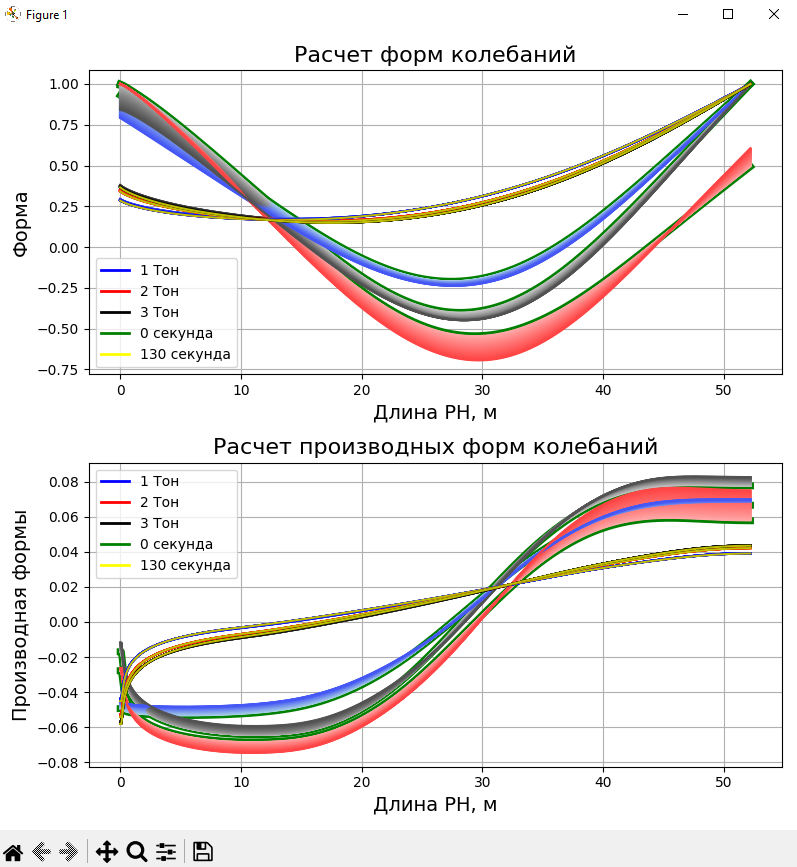 Figure 1
Расчет форм колебаний
1.00
0.75
0.50
0.25
0.00
−0.25
−0.50
−0.75
Форма
1 Тон
2 Тон
3 Тон
0 секунда
130 секунда
0 10 20 30 40 50
Длина РН, м
Расчет производных форм колебаний
0.08
0.06
0.04
0.02
0.00
−0.02
−0.04
−0.06
−0.08
Производная формы
1 Тон
2 Тон
3 Тон
0 секунда
130 секунда
0 10 20 30 40 50
Длина РН, м